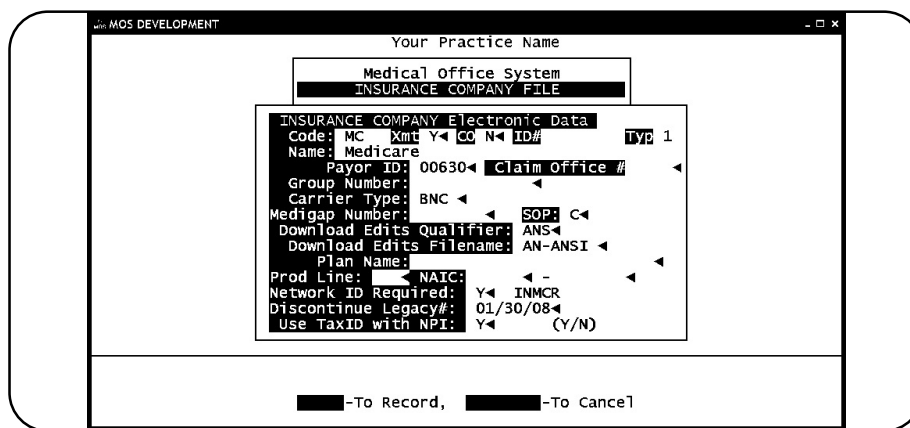 MOS MOS DEVELOPMENT
Your Practice Name
Medical Office System
INSURANCE COMPANY FILE
INSURANCE COMPANY Electronic Data
Code: MC Xmt Y CO N ID# Typ 1
Name: Medicare
Payor ID: 00630 Claim Office #
Group Number:
Carrier Type: BNC
Medigap Number: SOP: C
Download Edits Qualifier: ANS
Download Edits Filename: AN-ANSI
Plan Name:
Prod Line: NAIC: -
Network ID Required: Y INMCR
Discontinue Legacy#: 01/30/08
Use TaxID with NPI: Y (Y/N)
-To Record, -To Cancel